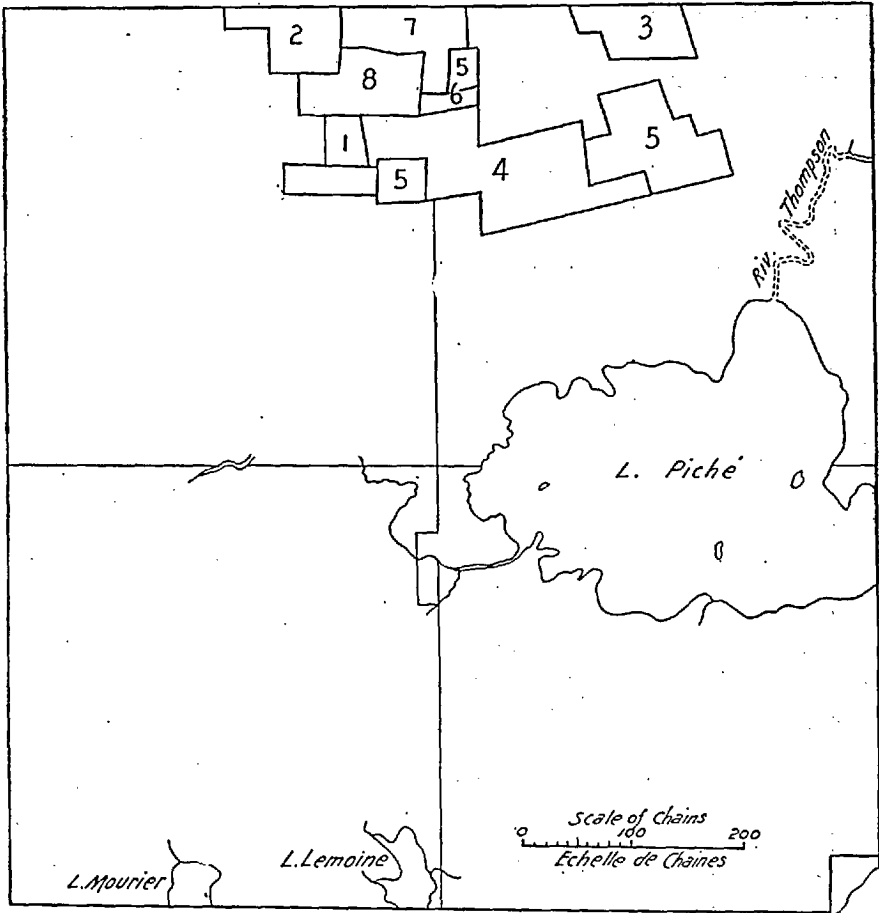 2
7
3
5
8
6
1
5
4
5
Riv. Thompson
L. Piché
Scale of Chains
0 100 200
Echelle de Chaines
L. Lemoine
L. Mourier